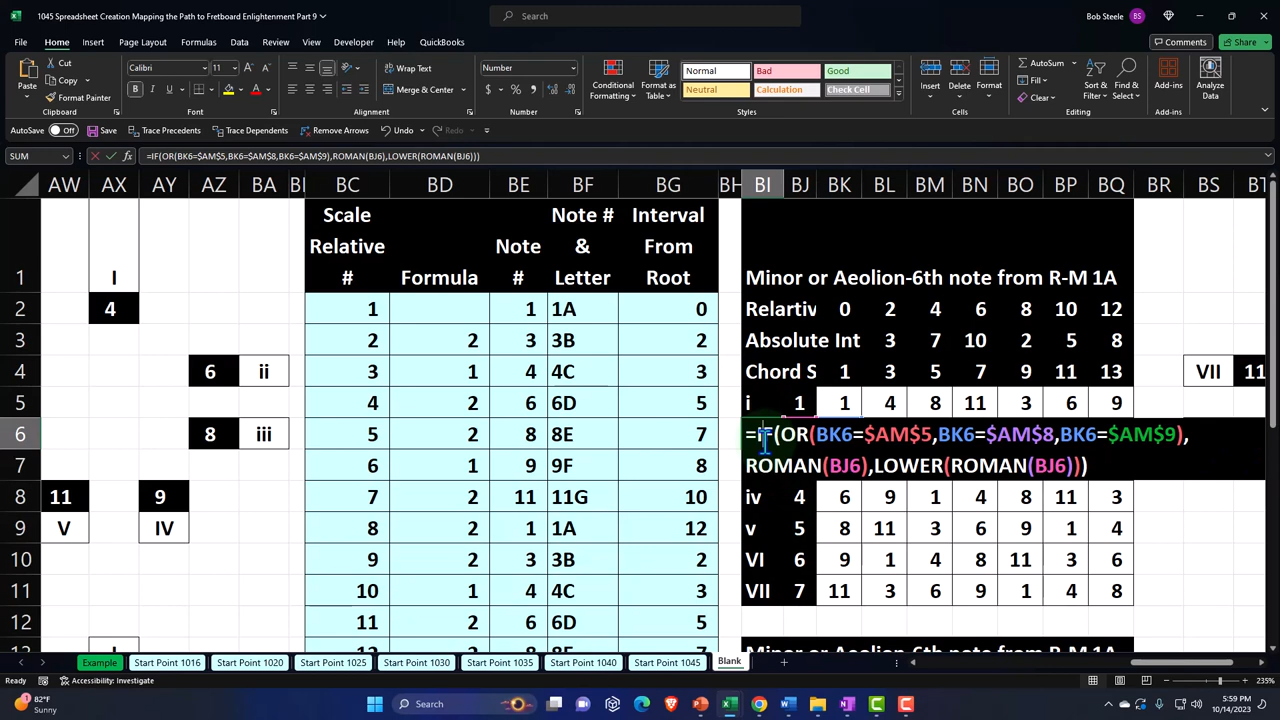 1045 Spreadsheet Creation Mapping the Path to Fretboard Enlightenment Part 9
Search
Bob Steele BS
File Home Insert Page Layout Formulas Data Review View Developer Help QuickBooks Comments Share
Cut
Copy
Format Painter
Paste
Calibri 11
Wrap Text
Merge & Center
Number
Conditional Formatting
Format as Table
Normal Bad Good
Neutral Calculation Check Cell
Insert Delete Format
AutoSum
Fill
Clear
Sort & Filter
Find & Select
Add-ins
Analyze Data
Clipboard Font Alignment Number Styles Cells Editing Add-ins
AutoSave Off Save Trace Precedents Trace Dependents Remove Arrows Undo Redo
SUM =IF(OR(BK6=$AM$5,BK6=$AM$8,BK6=$AM$9),ROMAN(BJ6),LOWER(ROMAN(BJ6)))
AW AX AY AZ BA BC BD BE BF BG BH BI BJ BK BL BM BN BO BP BQ BR BS
Scale Relative # Formula Note # Note # & Letter Interval From Root
1 I Minor or Aeolion-6th note from R-M 1A
2 4 1 1 1A 0 Relartiv 0 2 4 6 8 10 12
3 2 2 3 3B 2 Absolute Int 3 7 10 2 5 8
4 6 ii 3 1 4 4C 3 Chord S 1 3 5 7 9 11 13 VII 11
5 4 2 6 6D 5 i 1 1 4 8 11 3 6 9
6 8 iii 5 2 8 8E 7 =IF(OR(BK6=$AM$5,BK6=$AM$8,BK6=$AM$9),
7 6 1 9 9F 8 ROMAN(BJ6),LOWER(ROMAN(BJ6)))
8 11 9 7 2 11 11G 10 iv 4 6 9 1 4 8 11 3
9 V IV 8 2 1 1A 12 v 5 8 11 3 6 9 1 4
10 9 2 3 3B 2 VI 6 9 1 4 8 11 3 6
11 10 1 4 4C 3 VII 7 11 3 6 9 1 4 8
12 11 2 6 6D 5
Example Start Point 1016 Start Point 1020 Start Point 1025 Start Point 1030 Start Point 1035 Start Point 1040 Start Point 1045 Blank
Ready Accessibility: Investigate 235%
82°F
Sunny
Search
5:59 PM
10/14/2023